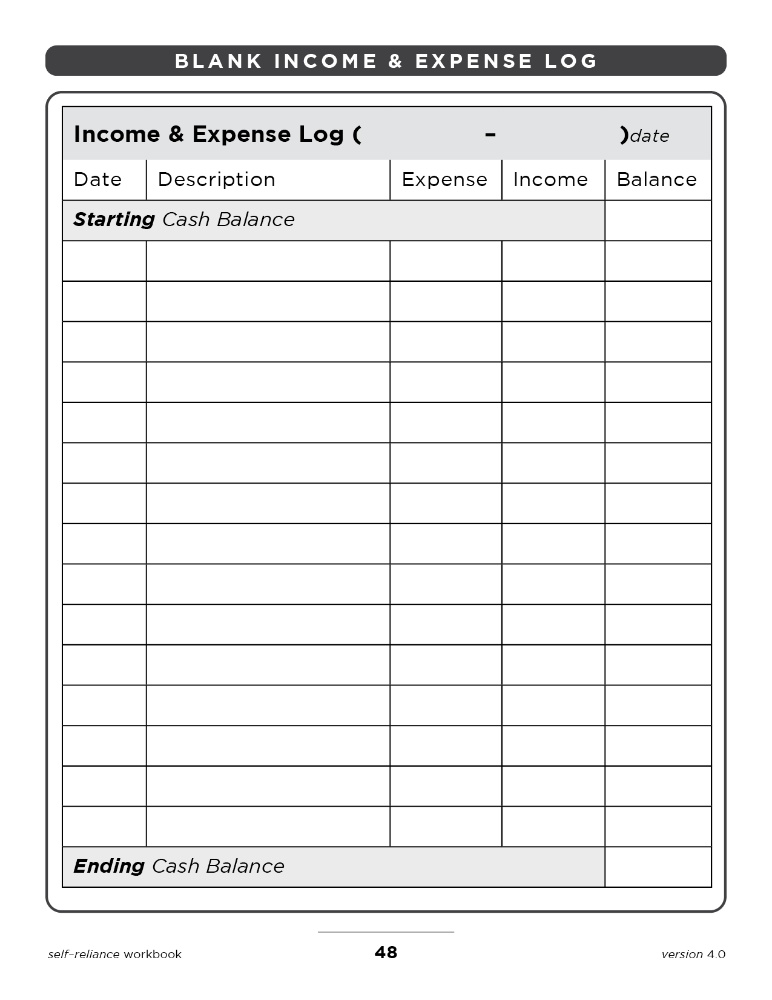 BLANK INCOME & EXPENSE LOG
Income & Expense Log ( – )date
Date Description Expense Income Balance
Starting Cash Balance
Ending Cash Balance
self–reliance workbook 48 version 4.0